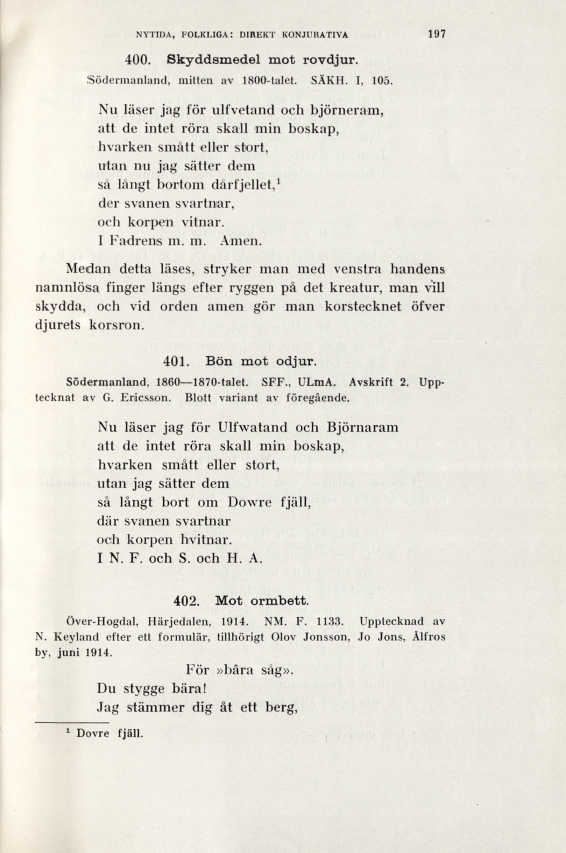 NYTIDA, FOLKLIGA: DIREKT KONJURATIVA 197
400. Skyddsmedel mot rovdjur.
Södermanland, mitten av 1800-talet. SÄKH. I, 105.
Nu läser jag för ulfvetand och björneram,
att de intet röra skall min boskap,
hvarken smått eller stort,
utan nu jag sätter dem
så långt bortom dårfjellet,¹
der svanen svartnar,
och korpen vitnar.
I Fadrens m. m. Amen.
Medan detta läses, stryker man med venstra handens
namnlösa finger längs efter ryggen på det kreatur, man vill
skydda, och vid orden amen gör man korstecknet öfver
djurets korsron.
401. Bön mot odjur.
Södermanland, 1860—1870-talet. SFF., ULmA. Avskrift 2. Upp-
tecknat av G. Ericsson. Blott variant av föregående.
Nu läser jag för Ulfwatand och Björnaram
att de intet röra skall min boskap,
hvarken smått eller stort,
utan jag sätter dem
så långt bort om Dowre fjäll,
där svanen svartnar
och korpen hvitnar.
I N. F. och S. och H. A.
402. Mot ormbett.
Över-Hogdal, Härjedalen, 1914. NM. F. 1133. Upptecknad av
N. Keyland efter ett formulär, tillhörigt Olov Jonsson, Jo Jons, Älfros
by, juni 1914.
För »båra såg».
Du stygge bära!
Jag stämmer dig åt ett berg,
¹ Dovre fjäll.